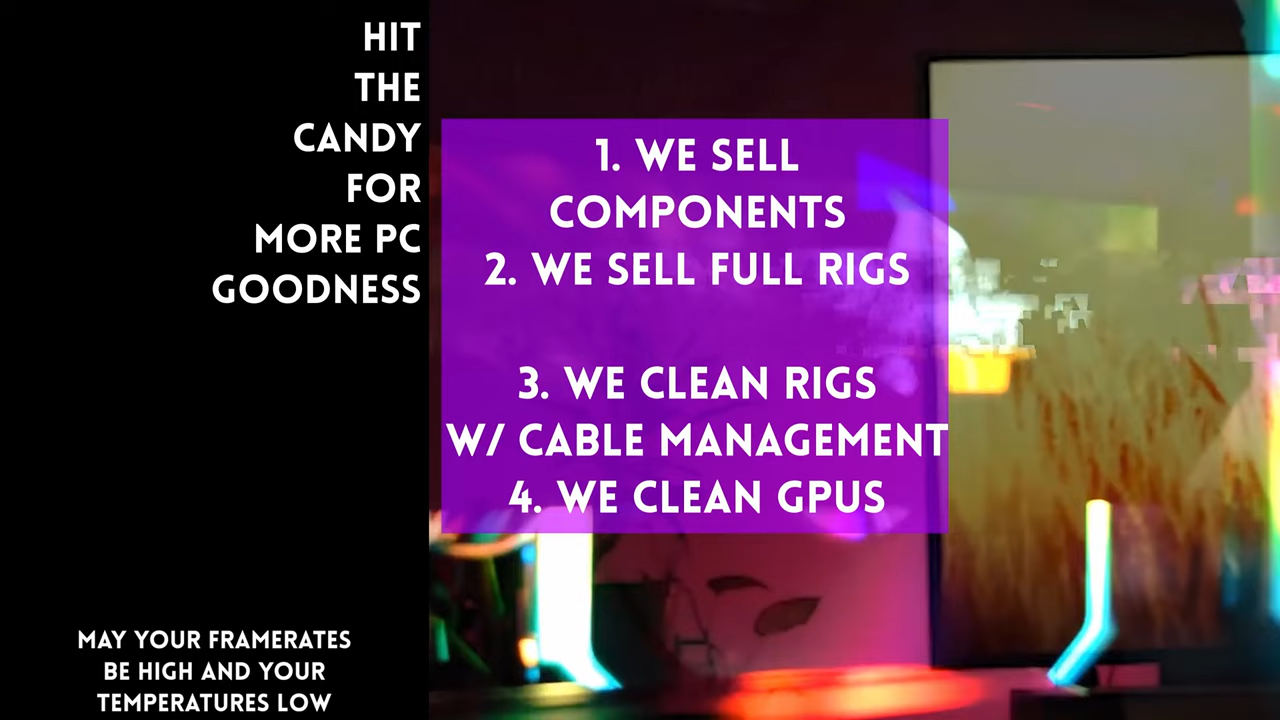 HIT
THE
CANDY
FOR
MORE PC
GOODNESS
1. WE SELL
COMPONENTS
2. WE SELL FULL RIGS
3. WE CLEAN RIGS
W/ CABLE MANAGEMENT
4. WE CLEAN GPUS
MAY YOUR FRAMERATES
BE HIGH AND YOUR
TEMPERATURES LOW